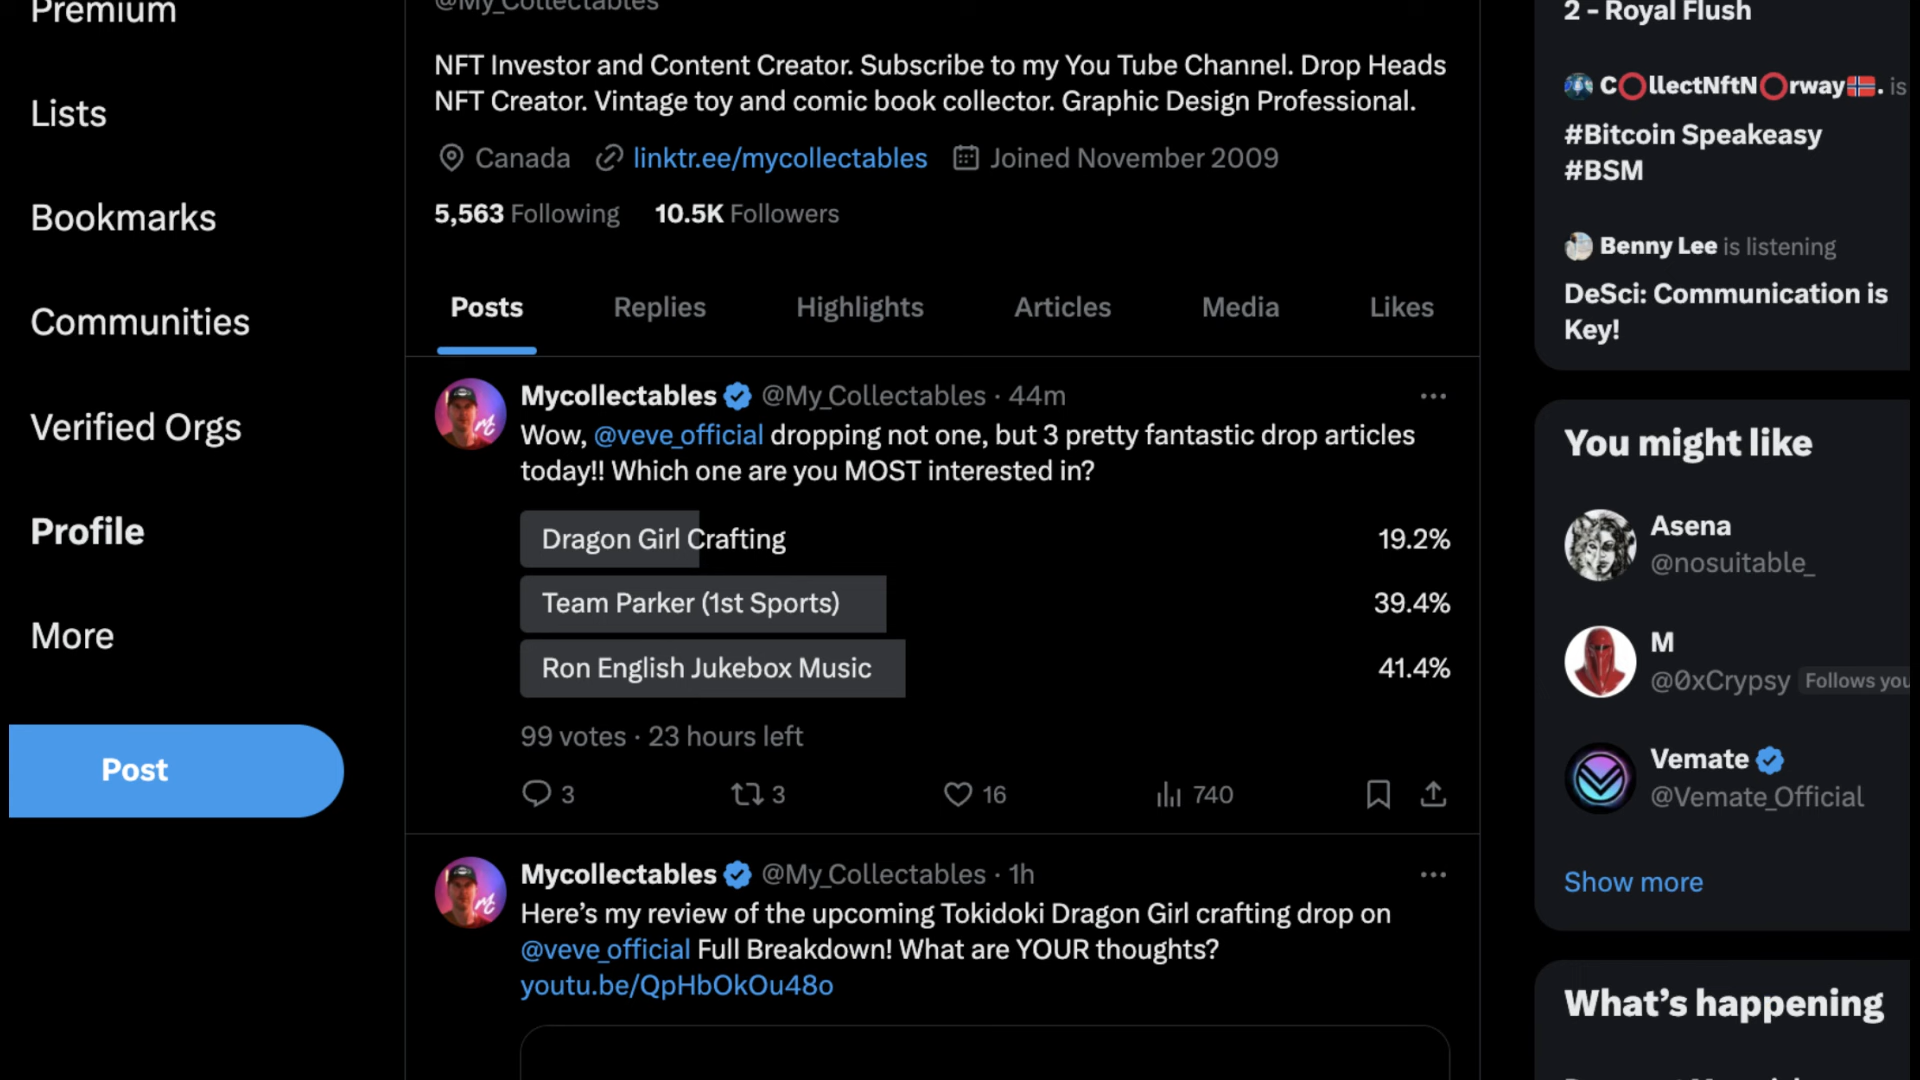 Premium
Lists
Bookmarks
Communities
Verified Orgs
Profile
More
Post
@My_Collectables
NFT Investor and Content Creator. Subscribe to my You Tube Channel. Drop Heads
NFT Creator. Vintage toy and comic book collector. Graphic Design Professional.
Canada linktr.ee/mycollectables Joined November 2009
5,563 Following 10.5K Followers
Posts Replies Highlights Articles Media Likes
Mycollectables @My_Collectables · 44m
Wow, @veve_official dropping not one, but 3 pretty fantastic drop articles
today!! Which one are you MOST interested in?
Dragon Girl Crafting 19.2%
Team Parker (1st Sports) 39.4%
Ron English Jukebox Music 41.4%
99 votes · 23 hours left
3 3 16 740
Mycollectables @My_Collectables · 1h
Here’s my review of the upcoming Tokidoki Dragon Girl crafting drop on
@veve_official Full Breakdown! What are YOUR thoughts?
youtu.be/QpHbOkOu48o
2 - Royal Flush
C⭕llectNftN⭕rway🇳🇴. is
#Bitcoin Speakeasy
#BSM
Benny Lee is listening
DeSci: Communication is
Key!
You might like
Asena
@nosuitable_
M
@0xCrypsy Follows you
Vemate
@Vemate_Official
Show more
What’s happening